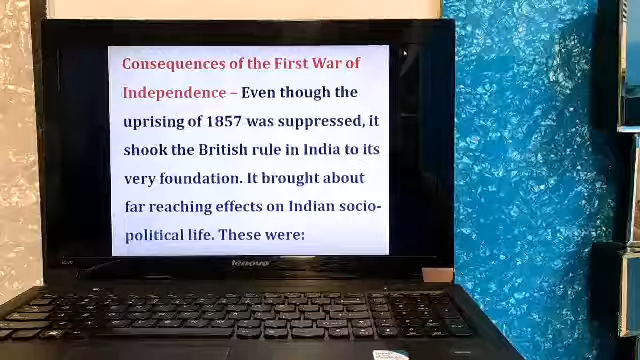 Consequences of the First War of
Independence – Even though the
uprising of 1857 was suppressed, it
shook the British rule in India to its
very foundation. It brought about
far reaching effects on Indian socio-
political life. These were:
lenovo